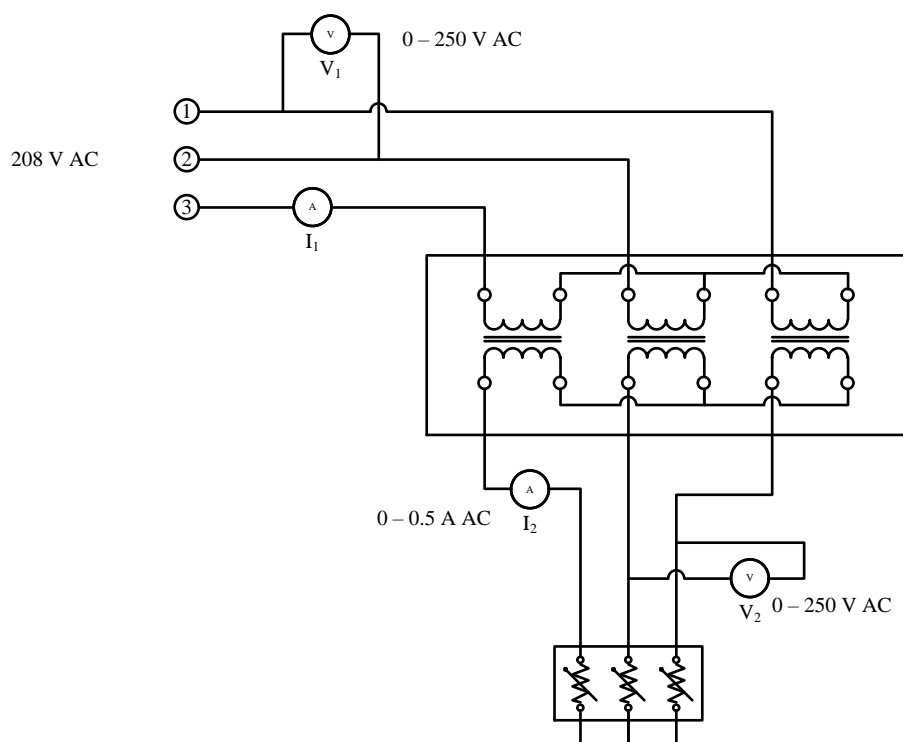 V
0 – 250 V AC
V₁
1
208 V AC
2
3
A
I₁
A
0 – 0.5 A AC
I₂
V
V₂
0 – 250 V AC